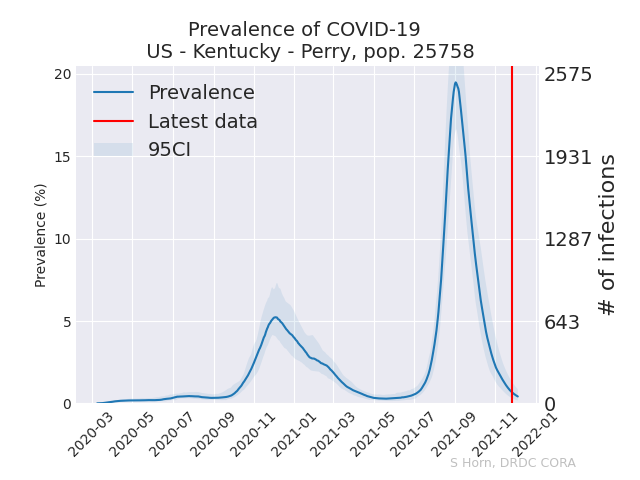 Prevalence of COVID-19
US - Kentucky - Perry, pop. 25758
Prevalence
Latest data
95CI
Prevalence (%)
20
15
10
5
0
2575
1931
1287
643
0
# of infections
2020-03
2020-05
2020-07
2020-09
2020-11
2021-01
2021-03
2021-05
2021-07
2021-09
2021-11
2022-01
S Horn, DRDC CORA